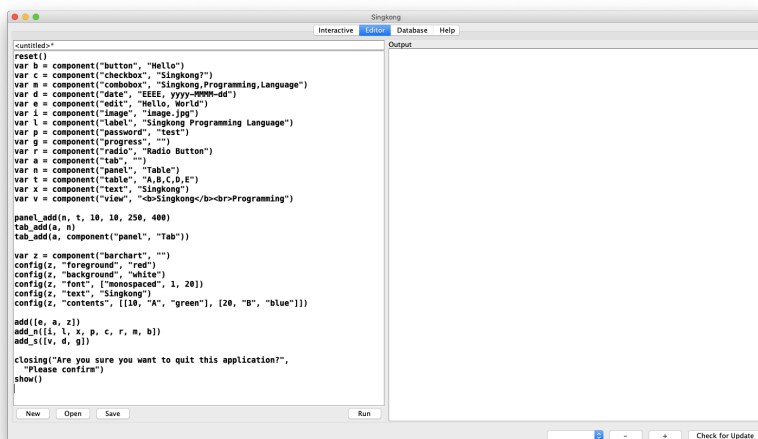 Singkong
Interactive Editor Database Help
<untitled>*
Output
reset()
var b = component("button", "Hello")
var c = component("checkbox", "Singkong?")
var m = component("combobox", "Singkong,Programming,Language")
var d = component("date", "EEEE, yyyy-MMMM-dd")
var e = component("edit", "Hello, World")
var i = component("image", "image.jpg")
var l = component("label", "Singkong Programming Language")
var p = component("password", "test")
var g = component("progress", "")
var r = component("radio", "Radio Button")
var a = component("tab", "")
var n = component("panel", "Table")
var t = component("table", "A,B,C,D,E")
var x = component("text", "Singkong")
var v = component("view", "<b>Singkong</b><br>Programming")
panel_add(n, t, 10, 10, 250, 400)
tab_add(a, n)
tab_add(a, component("panel", "Tab"))
var z = component("barchart", "")
config(z, "foreground", "red")
config(z, "background", "white")
config(z, "font", ["monospaced", 1, 20])
config(z, "text", "Singkong")
config(z, "contents", [[10, "A", "green"], [20, "B", "blue"]])
add([e, a, z])
add_n([i, l, x, p, c, r, m, b])
add_s([v, d, g])
closing("Are you sure you want to quit this application?",
"Please confirm")
show()
New Open Save Run
- + Check for Update